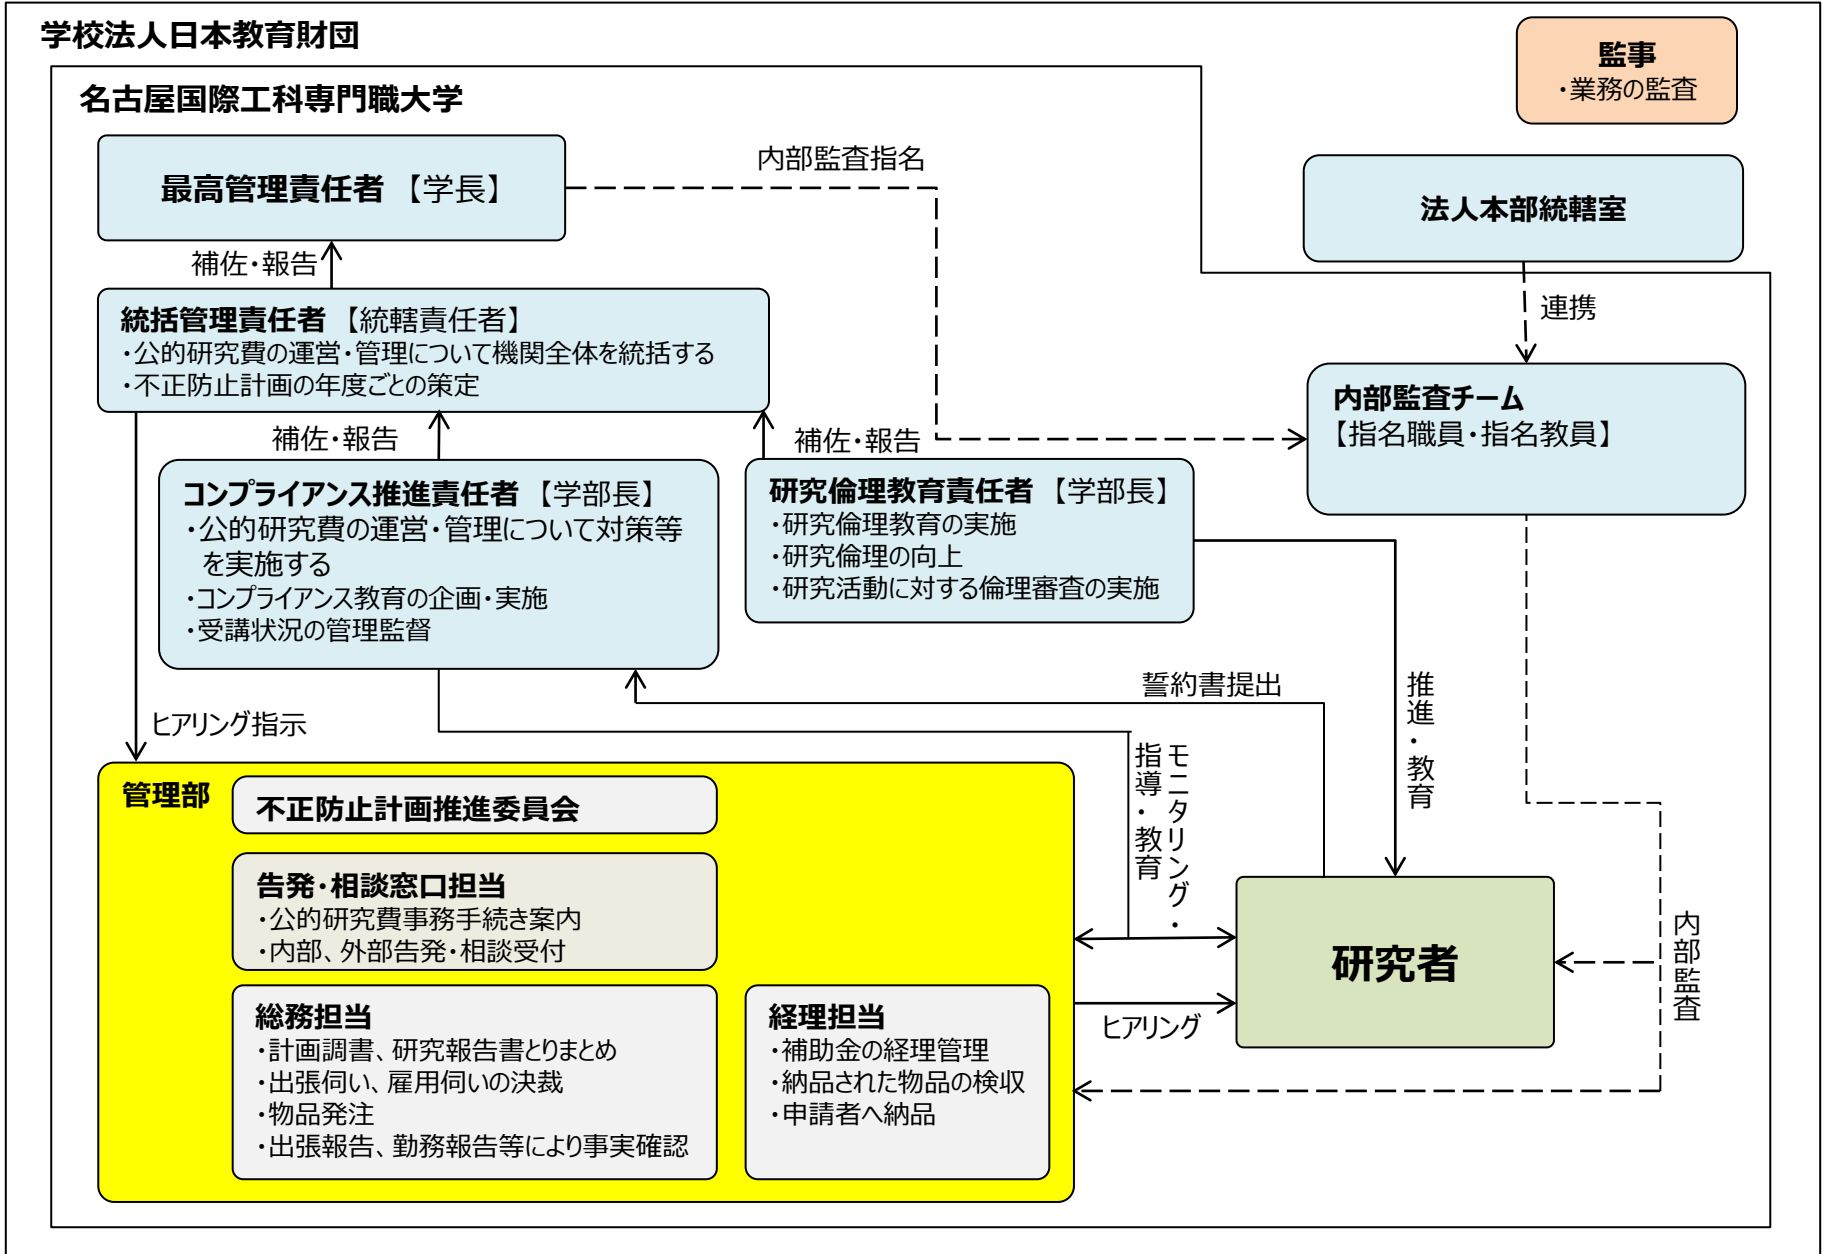 学校法人日本教育財団
監事
・業務の監査
名古屋国際工科専門職大学
最高管理責任者 【学長】
内部監査指名
法人本部統轄室
補佐・報告
連携
統括管理責任者 【統轄責任者】
・公的研究費の運営・管理について機関全体を統括する
・不正防止計画の年度ごとの策定
内部監査チーム
【指名職員・指名教員】
補佐・報告
補佐・報告
コンプライアンス推進責任者 【学部長】
・公的研究費の運営・管理について対策等
を実施する
・コンプライアンス教育の企画・実施
・受講状況の管理監督
研究倫理教育責任者 【学部長】
・研究倫理教育の実施
・研究倫理の向上
・研究活動に対する倫理審査の実施
誓約書提出
推進・教育
ヒアリング指示
モニタリング・
指導・教育
管理部
不正防止計画推進委員会
告発・相談窓口担当
・公的研究費事務手続き案内
・内部、外部告発・相談受付
研究者
内部監査
総務担当
・計画調書、研究報告書とりまとめ
・出張伺い、雇用伺いの決裁
・物品発注
・出張報告、勤務報告等により事実確認
経理担当
・補助金の経理管理
・納品された物品の検収
・申請者へ納品
ヒアリング